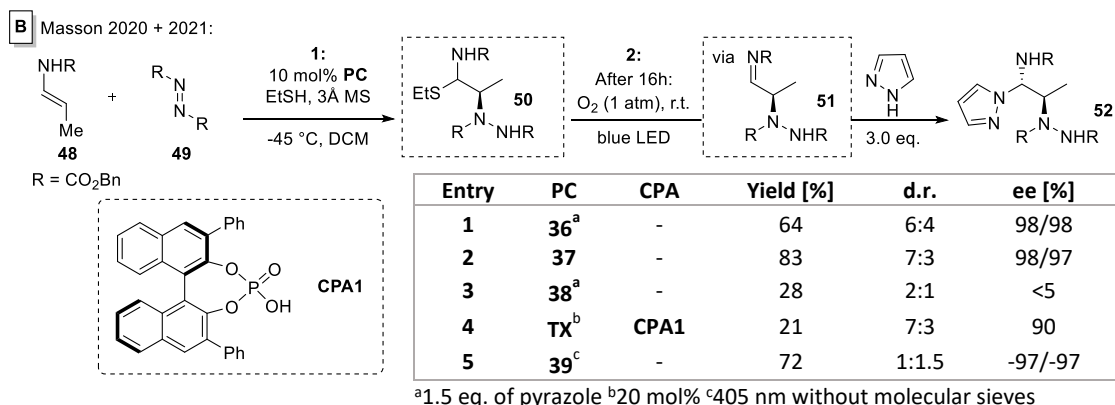 B Masson 2020 + 2021:
NHR
Me
48
+
R
N
N
R
49
R = CO₂Bn
1:
10 mol% PC
EtSH, 3Å MS
-45 °C, DCM
NHR
EtS
N
R
NHR
50
2:
After 16h:
O₂ (1 atm), r.t.
blue LED
via
NR
N
R
NHR
51
N
N
H
3.0 eq.
NHR
N
N
N
R
NHR
52
Ph
O
O
P
O
OH
Ph
CPA1
Entry PC CPA Yield [%] d.r. ee [%]
1 36ᵃ - 64 6:4 98/98
2 37 - 83 7:3 98/97
3 38ᵃ - 28 2:1 <5
4 TXᵇ CPA1 21 7:3 90
5 39ᶜ - 72 1:1.5 -97/-97
ᵃ1.5 eq. of pyrazole ᵇ20 mol% ᶜ405 nm without molecular sieves